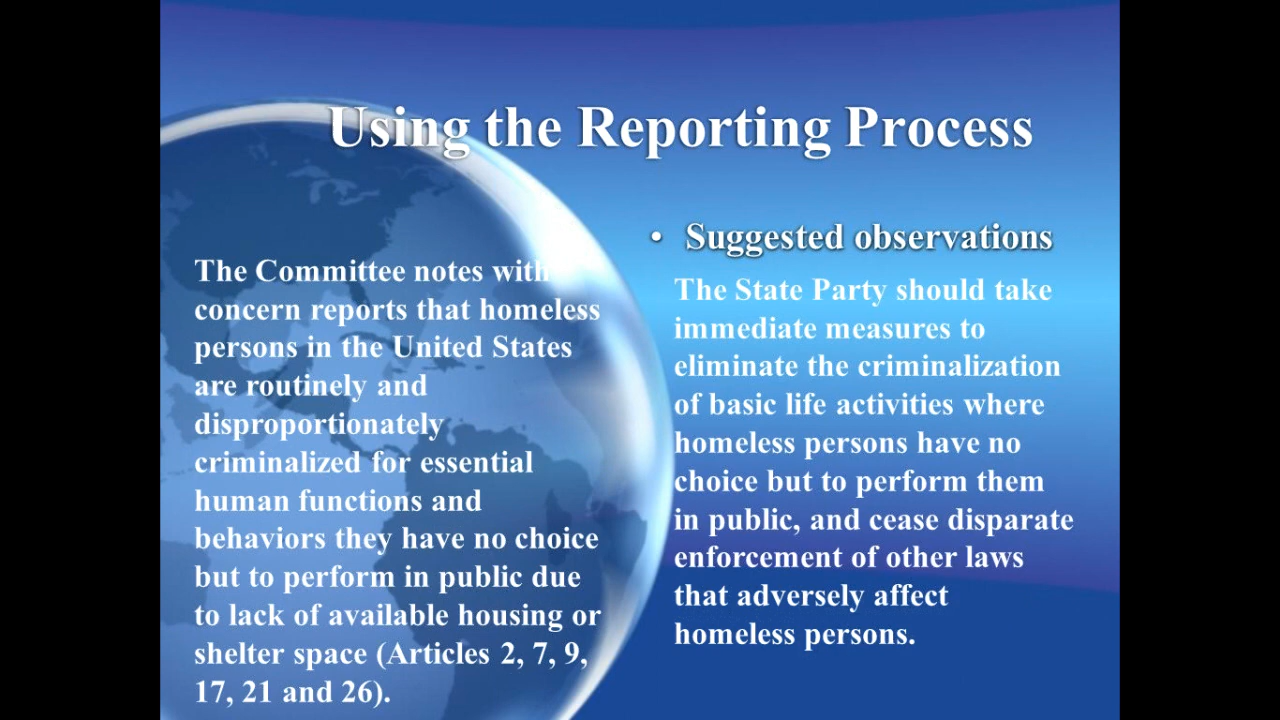 Using the Reporting Process
The Committee notes with
concern reports that homeless
persons in the United States
are routinely and
disproportionately
criminalized for essential
human functions and
behaviors they have no choice
but to perform in public due
to lack of available housing or
shelter space (Articles 2, 7, 9,
17, 21 and 26).
• Suggested observations
The State Party should take
immediate measures to
eliminate the criminalization
of basic life activities where
homeless persons have no
choice but to perform them
in public, and cease disparate
enforcement of other laws
that adversely affect
homeless persons.